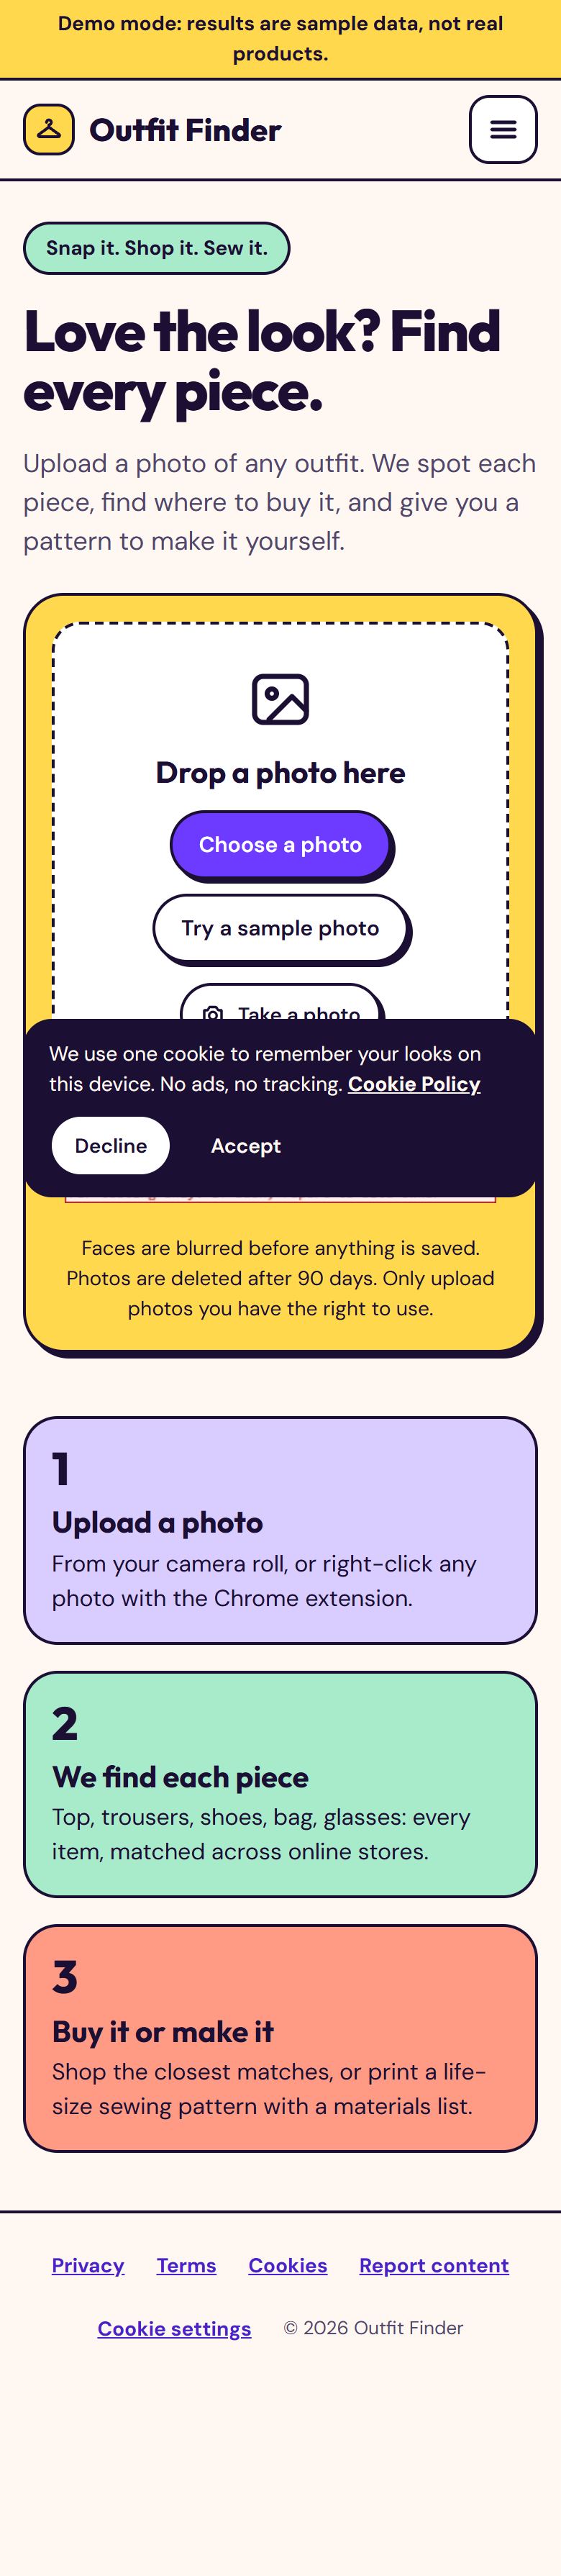 Demo mode: results are sample data, not real
products.
Outfit Finder
Snap it. Shop it. Sew it.
Love the look? Find
every piece.
Upload a photo of any outfit. We spot each
piece, find where to buy it, and give you a
pattern to make it yourself.
Drop a photo here
Choose a photo
Try a sample photo
Take a photo
We use one cookie to remember your looks on
this device. No ads, no tracking. Cookie Policy
Decline
Accept
Faces are blurred before anything is saved.
Photos are deleted after 90 days. Only upload
photos you have the right to use.
1
Upload a photo
From your camera roll, or right-click any
photo with the Chrome extension.
2
We find each piece
Top, trousers, shoes, bag, glasses: every
item, matched across online stores.
3
Buy it or make it
Shop the closest matches, or print a life-
size sewing pattern with a materials list.
Privacy Terms Cookies Report content
Cookie settings © 2026 Outfit Finder